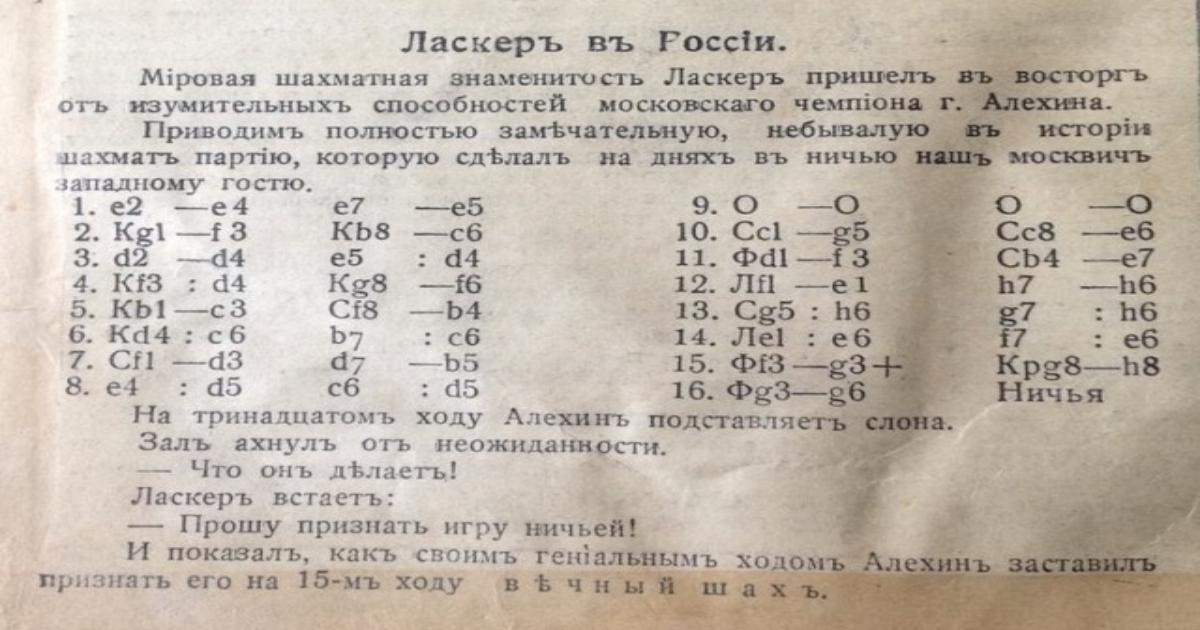 Ласкеръ въ Россіи.
Міровая шахматная знаменитость Ласкеръ пришелъ въ восторгъ
отъ изумительныхъ способностей московскаго чемпіона г. Алехина.
Приводимъ полностью замѣчательную, небывалую въ исторіи
шахматъ партію, которую сдѣлалъ на дняхъ въ ничью нашъ москвичъ
западному гостю.
1. e2 —e4 e7 —e5 9. О —О О —О
2. Kg1 —f3 Kb8 —c6 10. Cc1 —g5 Cc8 —e6
3. d2 —d4 e5 : d4 11. Фd1 —f3 Cb4 —e7
4. Kf3 : d4 Kg8 —f6 12. Лf1 —e1 h7 —h6
5. Kb1 —c3 Cf8 —b4 13. Cg5 : h6 g7 : h6
6. Kd4 : c6 b7 : c6 14. Лe1 : e6 f7 : e6
7. Cf1 —d3 d7 —b5 15. Фf3 —g3+ Kpg8—h8
8. e4 : d5 c6 : d5 16. Фg3—g6 Ничья
На тринадцатомъ ходу Алехинъ подставляетъ слона.
Залъ ахнулъ отъ неожиданности.
— Что онъ дѣлаетъ!
Ласкеръ встаетъ:
— Прошу признать игру ничьей!
И показалъ, какъ своимъ геніальнымъ ходомъ Алехинъ заставилъ
признать его на 15-мъ ходу вѣчный шахъ.